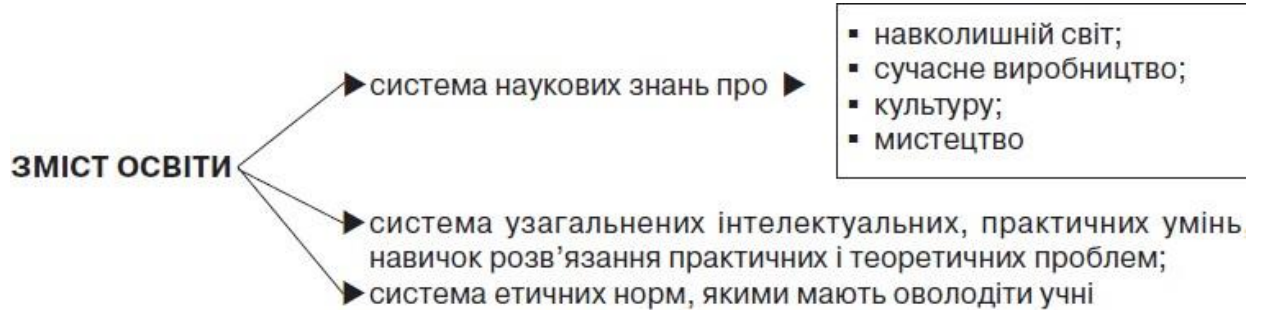 ▪ навколишній світ;
▪ сучасне виробництво;
▪ культуру;
▪ мистецтво
система наукових знань про
ЗМІСТ ОСВІТИ
система узагальнених інтелектуальних, практичних умінь,
навичок розв’язання практичних і теоретичних проблем;
система етичних норм, якими мають оволодіти учні